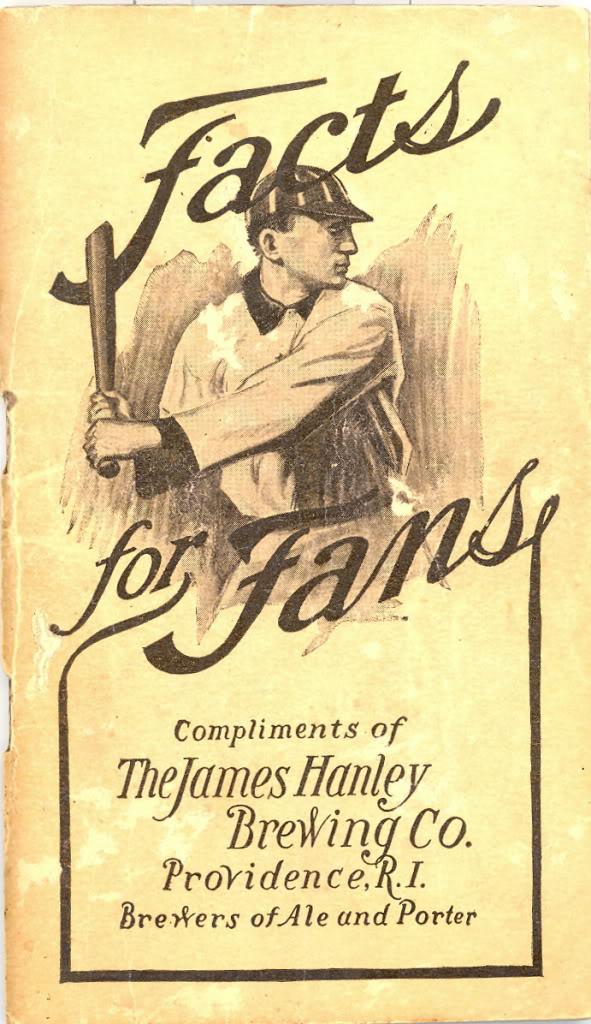 Facts
for Fans
Compliments of
The James Hanley
Brewing Co.
Providence, R.I.
Brewers of Ale and Porter